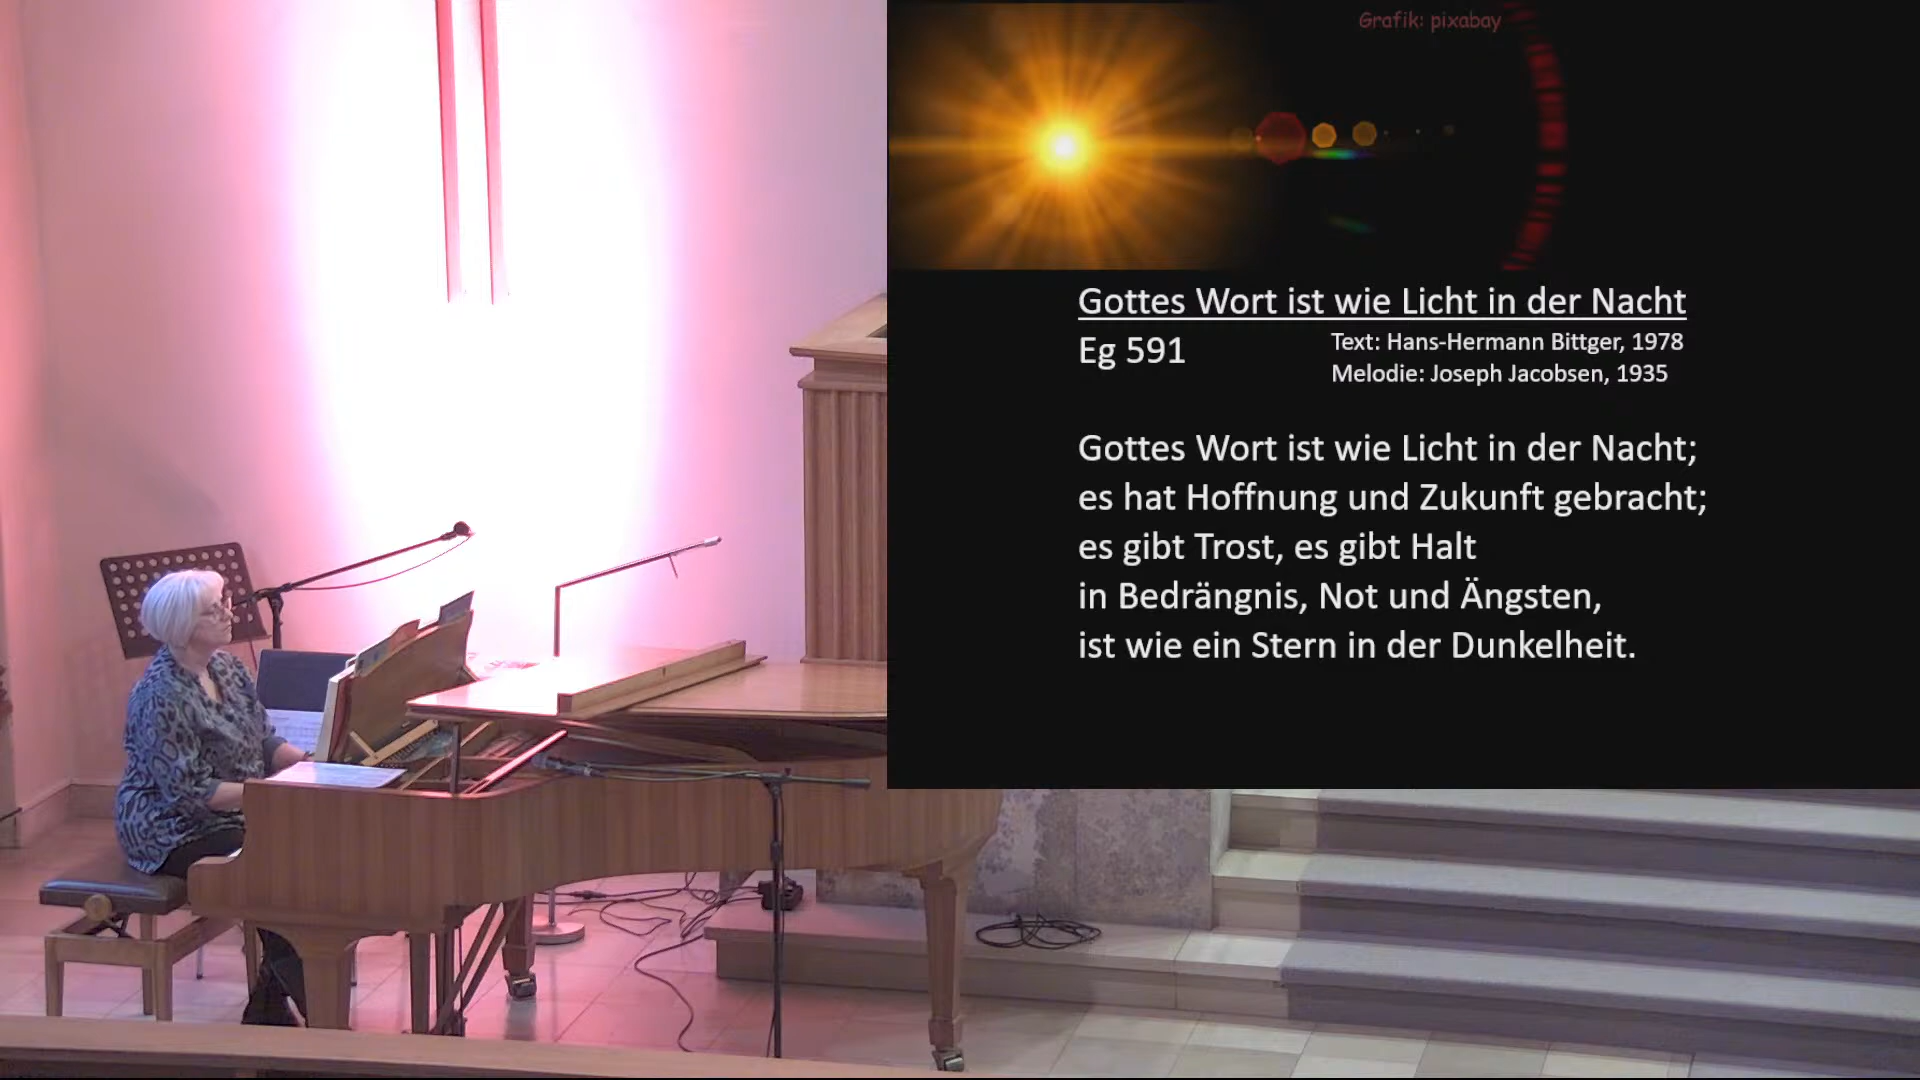 Grafik: pixabay
Gottes Wort ist wie Licht in der Nacht
Eg 591
Text: Hans-Hermann Bittger, 1978
Melodie: Joseph Jacobsen, 1935
Gottes Wort ist wie Licht in der Nacht;
es hat Hoffnung und Zukunft gebracht;
es gibt Trost, es gibt Halt
in Bedrängnis, Not und Ängsten,
ist wie ein Stern in der Dunkelheit.